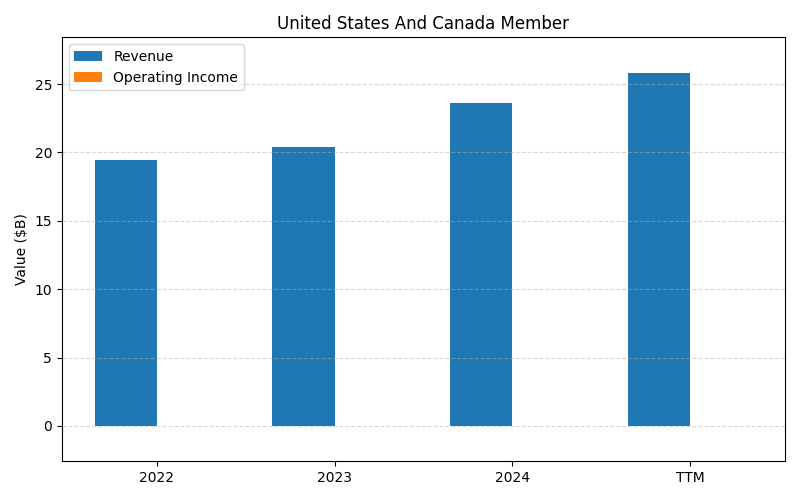 United States And Canada Member
Revenue
Operating Income
Value ($B)
25
20
15
10
5
0
2022
2023
2024
TTM